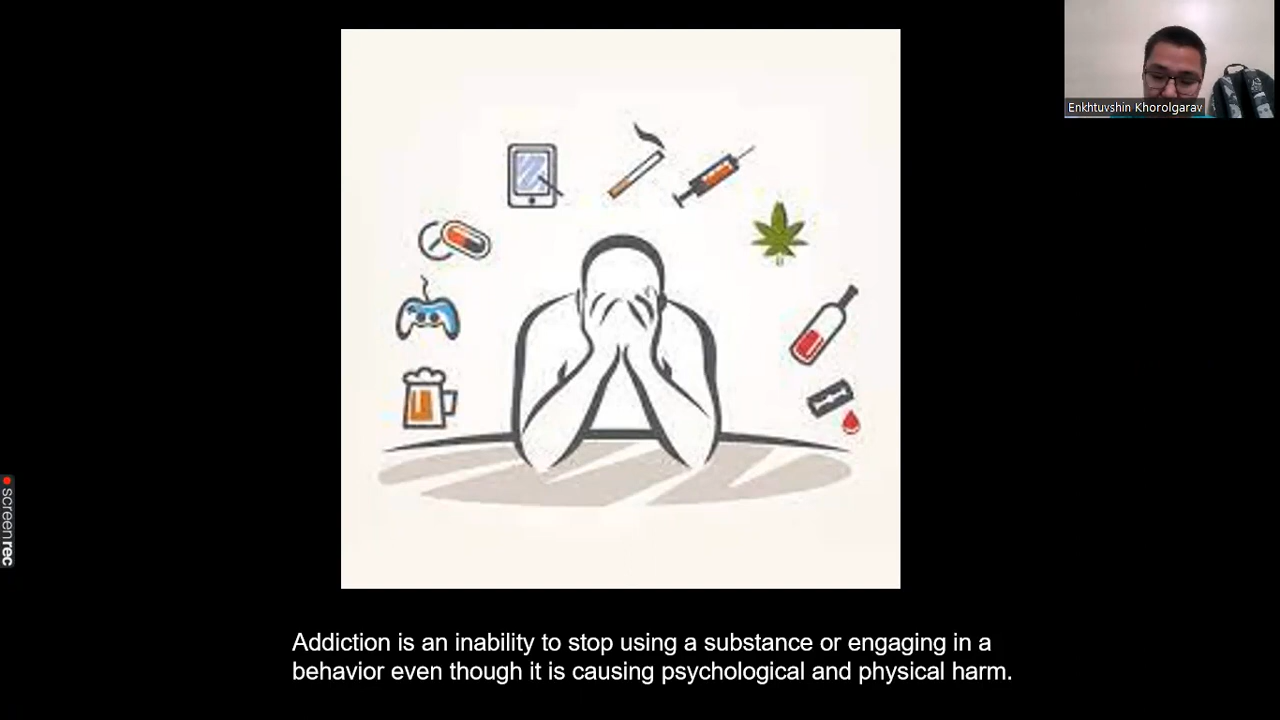 Enkhtuvshin Khorolgarav
screenrec
Addiction is an inability to stop using a substance or engaging in a
behavior even though it is causing psychological and physical harm.